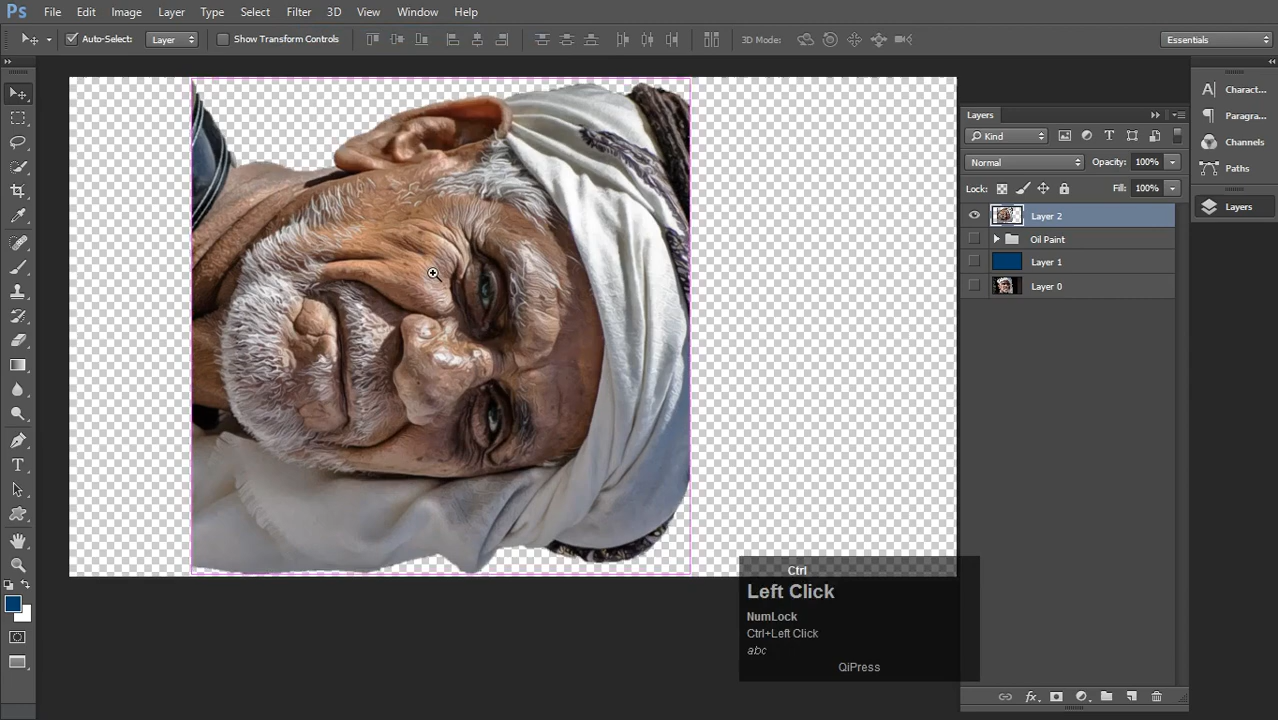 Ps File Edit Image Layer Type Select Filter 3D View Window Help
Auto-Select: Layer Show Transform Controls 3D Mode: Essentials
A| Charact...
Layers
Paragra...
Kind
Channels
Normal Opacity: 100%
Paths
Lock: Fill: 100%
Layers
Layer 2
Oil Paint
Layer 1
Layer 0
T
Ctrl
Left Click
NumLock
Ctrl+Left Click
abc
QiPress
fx